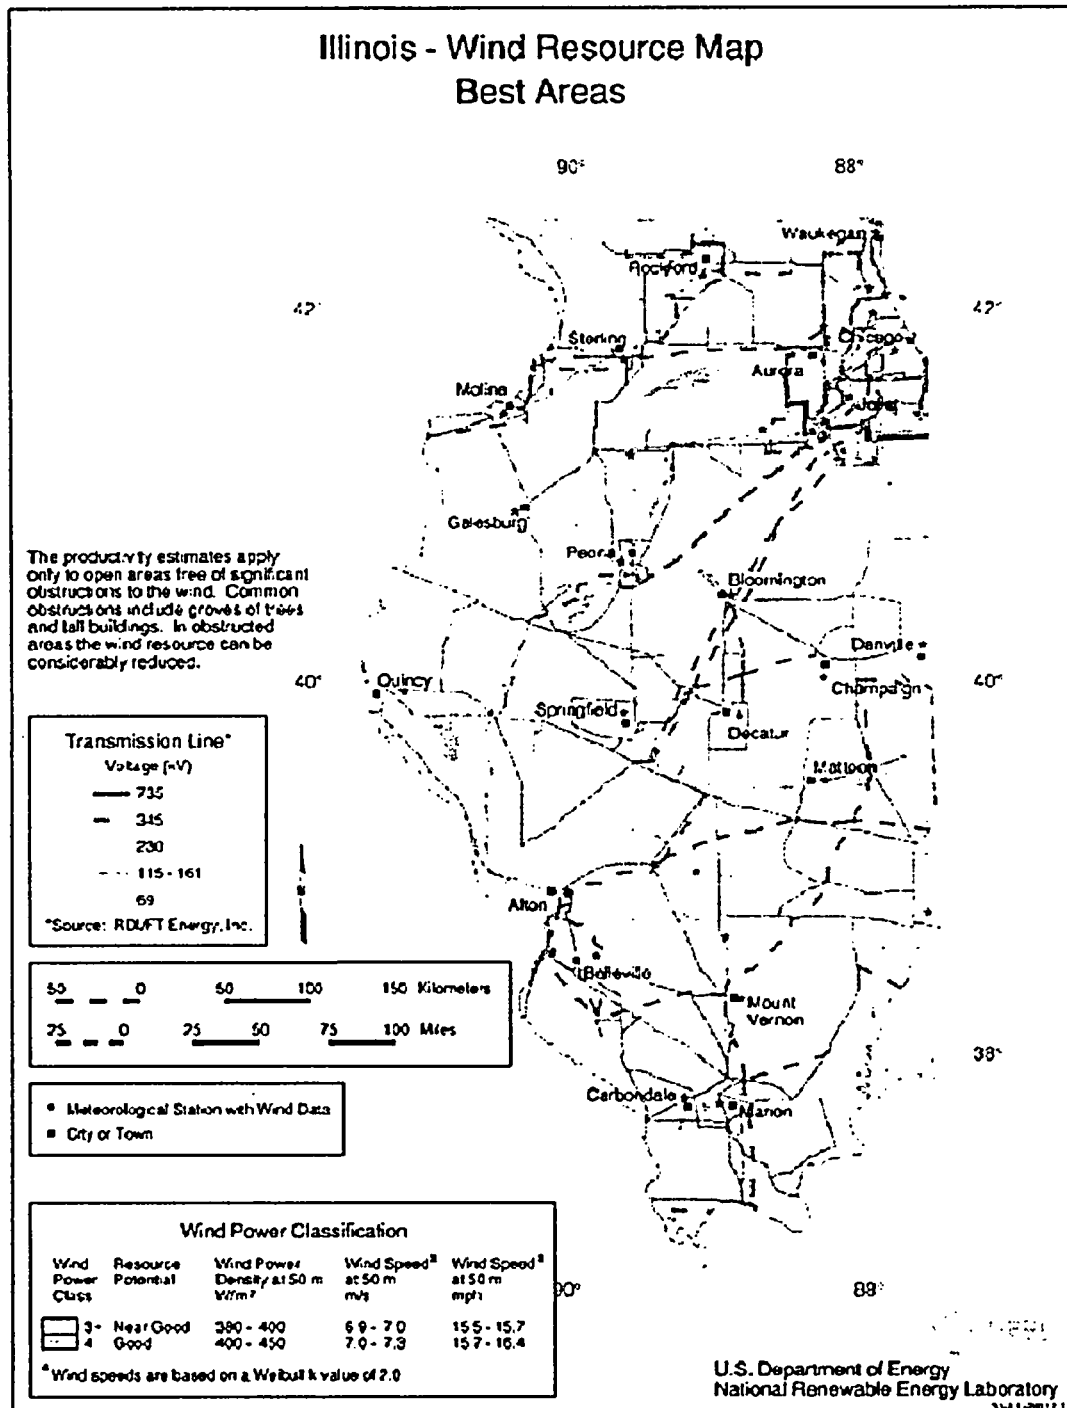 Illinois - Wind Resource Map
Best Areas
90° 88°
Waukegan
Rockford
42° 42°
Sterling
Chicago
Aurora
Moline
Joliet
Galesburg
Peoria
The productivity estimates apply
only to open areas free of significant
obstructions to the wind. Common
obstructions include groves of trees
and tall buildings. In obstructed
areas the wind resource can be
considerably reduced.
Bloomington
Danville
Champaign
40° Quincy 40°
Springfield
Decatur
Mattoon
Transmission Line*
Voltage (kV)
735
345
230
115 - 161
69
*Source: RDI/FT Energy, Inc.
Alton
Belleville
50 0 50 100 150 Kilometers
25 0 25 50 75 100 Miles
Mount
Vernon
38°
Carbondale
Marion
Meteorological Station with Wind Data
City or Town
Wind Power Classification
Wind Power Class
Resource Potential
Wind Power Density at 50 m W/m²
Wind Speed ª at 50 m m/s
Wind Speed ª at 50 m mph
3+ Near Good 380 - 400 6.9 - 7.0 15.5 - 15.7
4 Good 400 - 450 7.0 - 7.3 15.7 - 16.4
ª Wind speeds are based on a Weibull k value of 2.0
90° 88°
U.S. Department of Energy
National Renewable Energy Laboratory